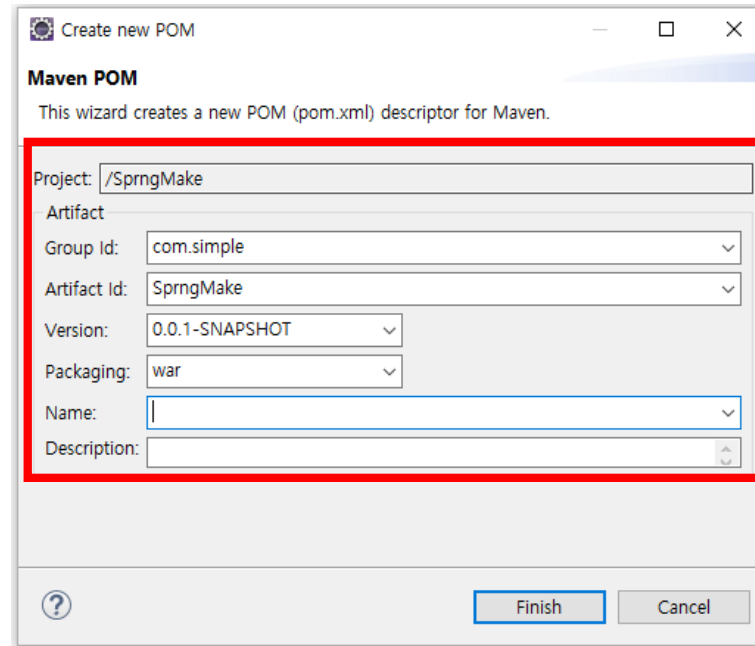 Create new POM
Maven POM
This wizard creates a new POM (pom.xml) descriptor for Maven.
Project: /SprngMake
Artifact
Group Id: com.simple
Artifact Id: SprngMake
Version: 0.0.1-SNAPSHOT
Packaging: war
Name:
Description:
?
Finish Cancel